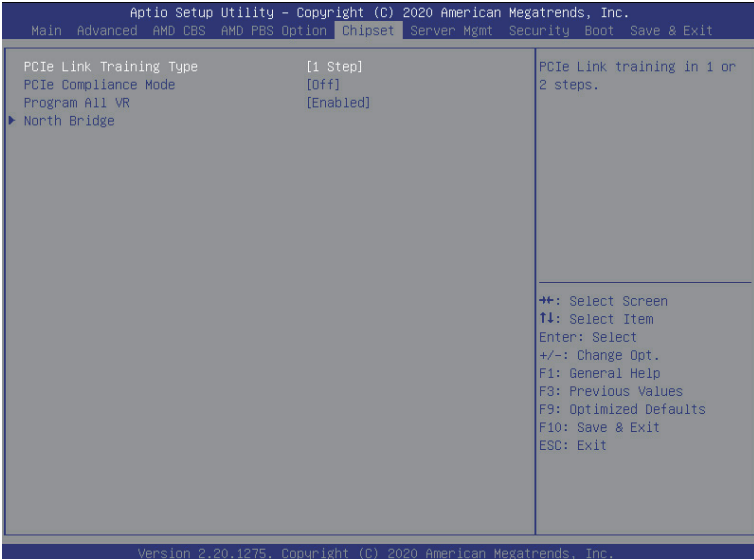 Aptio Setup Utility – Copyright (C) 2020 American Megatrends, Inc.
Main Advanced AMD CBS AMD PBS Option Chipset Server Mgmt Security Boot Save & Exit
PCIe Link Training Type [1 Step]
PCIe Compliance Mode [Off]
Program All VR [Enabled]
North Bridge
PCIe Link training in 1 or
2 steps.
→←: Select Screen
↑↓: Select Item
Enter: Select
+/-: Change Opt.
F1: General Help
F3: Previous Values
F9: Optimized Defaults
F10: Save & Exit
ESC: Exit
Version 2.20.1275. Copyright (C) 2020 American Megatrends, Inc.